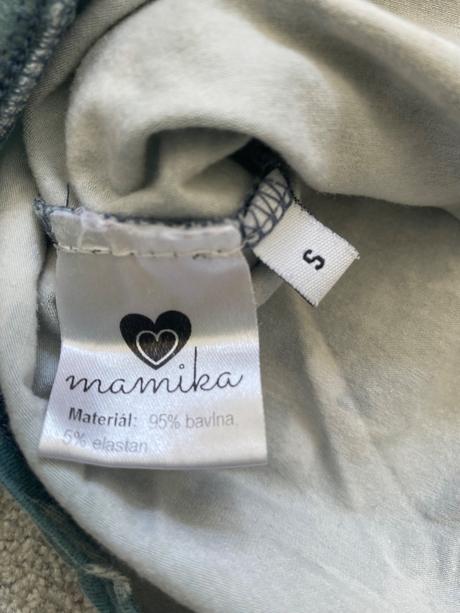 mamika
Materiál: 95% bavlna,
5% elastan
S